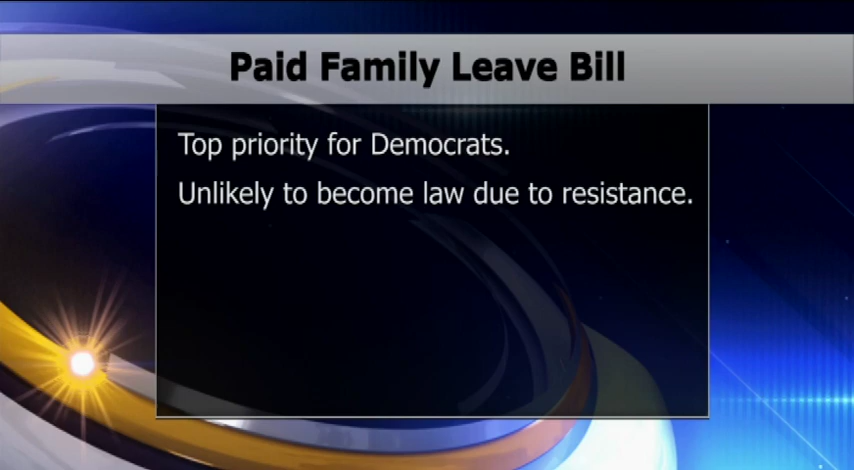 Paid Family Leave Bill
Top priority for Democrats.
Unlikely to become law due to resistance.